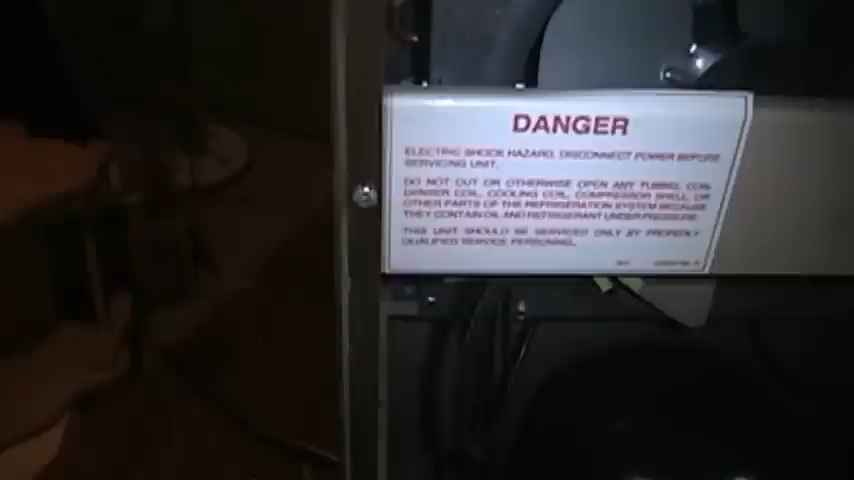 DANGER
ELECTRIC SHOCK HAZARD. DISCONNECT POWER BEFORE
SERVICING UNIT.
DO NOT CUT OR OTHERWISE OPEN ANY TUBING, CON-
DENSER COIL, COOLING COIL, COMPRESSOR SHELL, OR
OTHER PARTS OF THE REFRIGERATION SYSTEM BECAUSE
THEY CONTAIN OIL AND REFRIGERANT UNDER PRESSURE.
THIS UNIT SHOULD BE SERVICED ONLY BY PROPERLY
QUALIFIED SERVICE PERSONNEL.